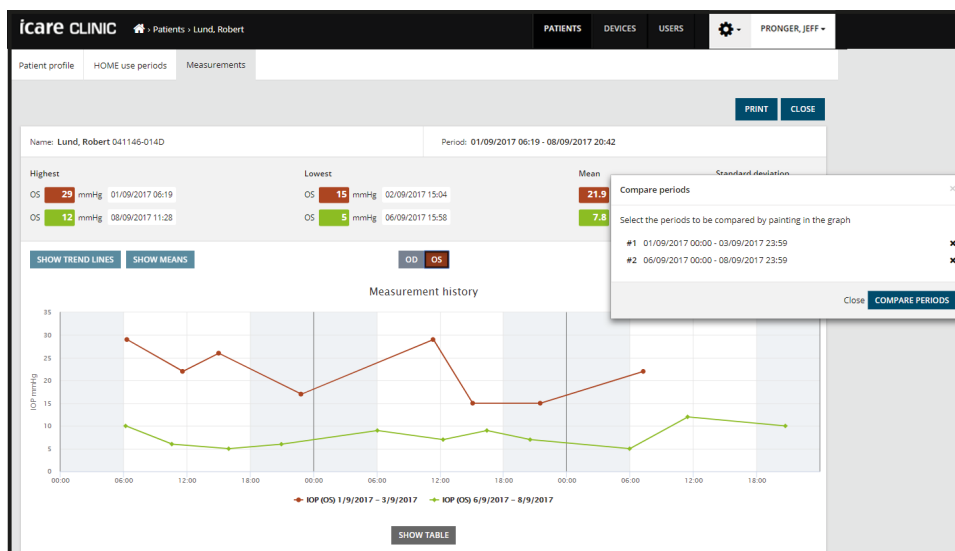 icare CLINIC › Patients › Lund, Robert PATIENTS DEVICES USERS PRONGER, JEFF
Patient profile HOME use periods Measurements
PRINT CLOSE
Name: Lund, Robert 041146-014D Period: 01/09/2017 06:19 - 08/09/2017 20:42
Highest Lowest Mean Standard deviation
OS 29 mmHg 01/09/2017 06:19 OS 15 mmHg 02/09/2017 15:04 21.9
OS 12 mmHg 08/09/2017 11:28 OS 5 mmHg 06/09/2017 15:58 7.8
Compare periods ×
Select the periods to be compared by painting in the graph
#1 01/09/2017 00:00 - 03/09/2017 23:59 ×
#2 06/09/2017 00:00 - 08/09/2017 23:59 ×
Close COMPARE PERIODS
SHOW TREND LINES SHOW MEANS OD OS
Measurement history
IOP mmHg
35
30
25
20
15
10
5
0
00:00 06:00 12:00 18:00 00:00 06:00 12:00 18:00 00:00 06:00 12:00 18:00
IOP (OS) 1/9/2017 – 3/9/2017 IOP (OS) 6/9/2017 – 8/9/2017
SHOW TABLE